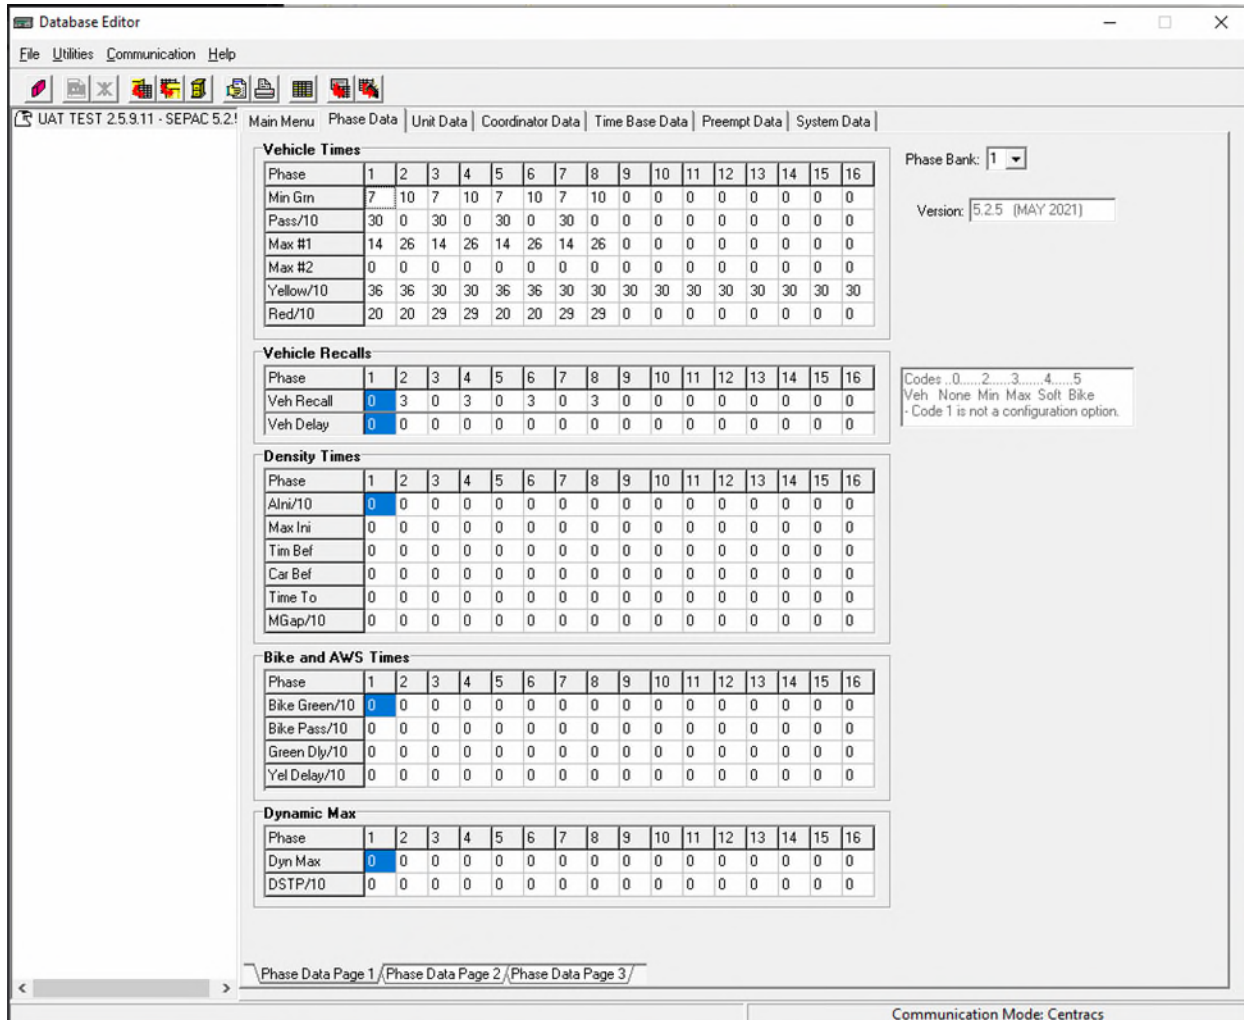 Database Editor
File Utilities Communication Help
UAT TEST 2.5.9.11 - SEPAC 5.2.!
Main Menu Phase Data Unit Data Coordinator Data Time Base Data Preempt Data System Data
Vehicle Times
Phase 1 2 3 4 5 6 7 8 9 10 11 12 13 14 15 16
Min Grn 7 10 7 10 7 10 7 10 0 0 0 0 0 0 0 0
Pass/10 30 0 30 0 30 0 30 0 0 0 0 0 0 0 0 0
Max #1 14 26 14 26 14 26 14 26 0 0 0 0 0 0 0 0
Max #2 0 0 0 0 0 0 0 0 0 0 0 0 0 0 0 0
Yellow/10 36 36 30 30 36 36 30 30 30 30 30 30 30 30 30 30
Red/10 20 20 29 29 20 20 29 29 0 0 0 0 0 0 0 0
Phase Bank: 1
Version: 5.2.5 (MAY 2021)
Vehicle Recalls
Phase 1 2 3 4 5 6 7 8 9 10 11 12 13 14 15 16
Veh Recall 0 3 0 3 0 3 0 3 0 0 0 0 0 0 0 0
Veh Delay 0 0 0 0 0 0 0 0 0 0 0 0 0 0 0 0
Codes ..0.....2.....3......4.....5
Veh None Min Max Soft Bike
- Code 1 is not a configuration option.
Density Times
Phase 1 2 3 4 5 6 7 8 9 10 11 12 13 14 15 16
AIni/10 0 0 0 0 0 0 0 0 0 0 0 0 0 0 0 0
Max Ini 0 0 0 0 0 0 0 0 0 0 0 0 0 0 0 0
Tim Bef 0 0 0 0 0 0 0 0 0 0 0 0 0 0 0 0
Car Bef 0 0 0 0 0 0 0 0 0 0 0 0 0 0 0 0
Time To 0 0 0 0 0 0 0 0 0 0 0 0 0 0 0 0
MGap/10 0 0 0 0 0 0 0 0 0 0 0 0 0 0 0 0
Bike and AWS Times
Phase 1 2 3 4 5 6 7 8 9 10 11 12 13 14 15 16
Bike Green/10 0 0 0 0 0 0 0 0 0 0 0 0 0 0 0 0
Bike Pass/10 0 0 0 0 0 0 0 0 0 0 0 0 0 0 0 0
Green Dly/10 0 0 0 0 0 0 0 0 0 0 0 0 0 0 0 0
Yel Delay/10 0 0 0 0 0 0 0 0 0 0 0 0 0 0 0 0
Dynamic Max
Phase 1 2 3 4 5 6 7 8 9 10 11 12 13 14 15 16
Dyn Max 0 0 0 0 0 0 0 0 0 0 0 0 0 0 0 0
DSTP/10 0 0 0 0 0 0 0 0 0 0 0 0 0 0 0 0
Phase Data Page 1 Phase Data Page 2 Phase Data Page 3
Communication Mode: Centracs